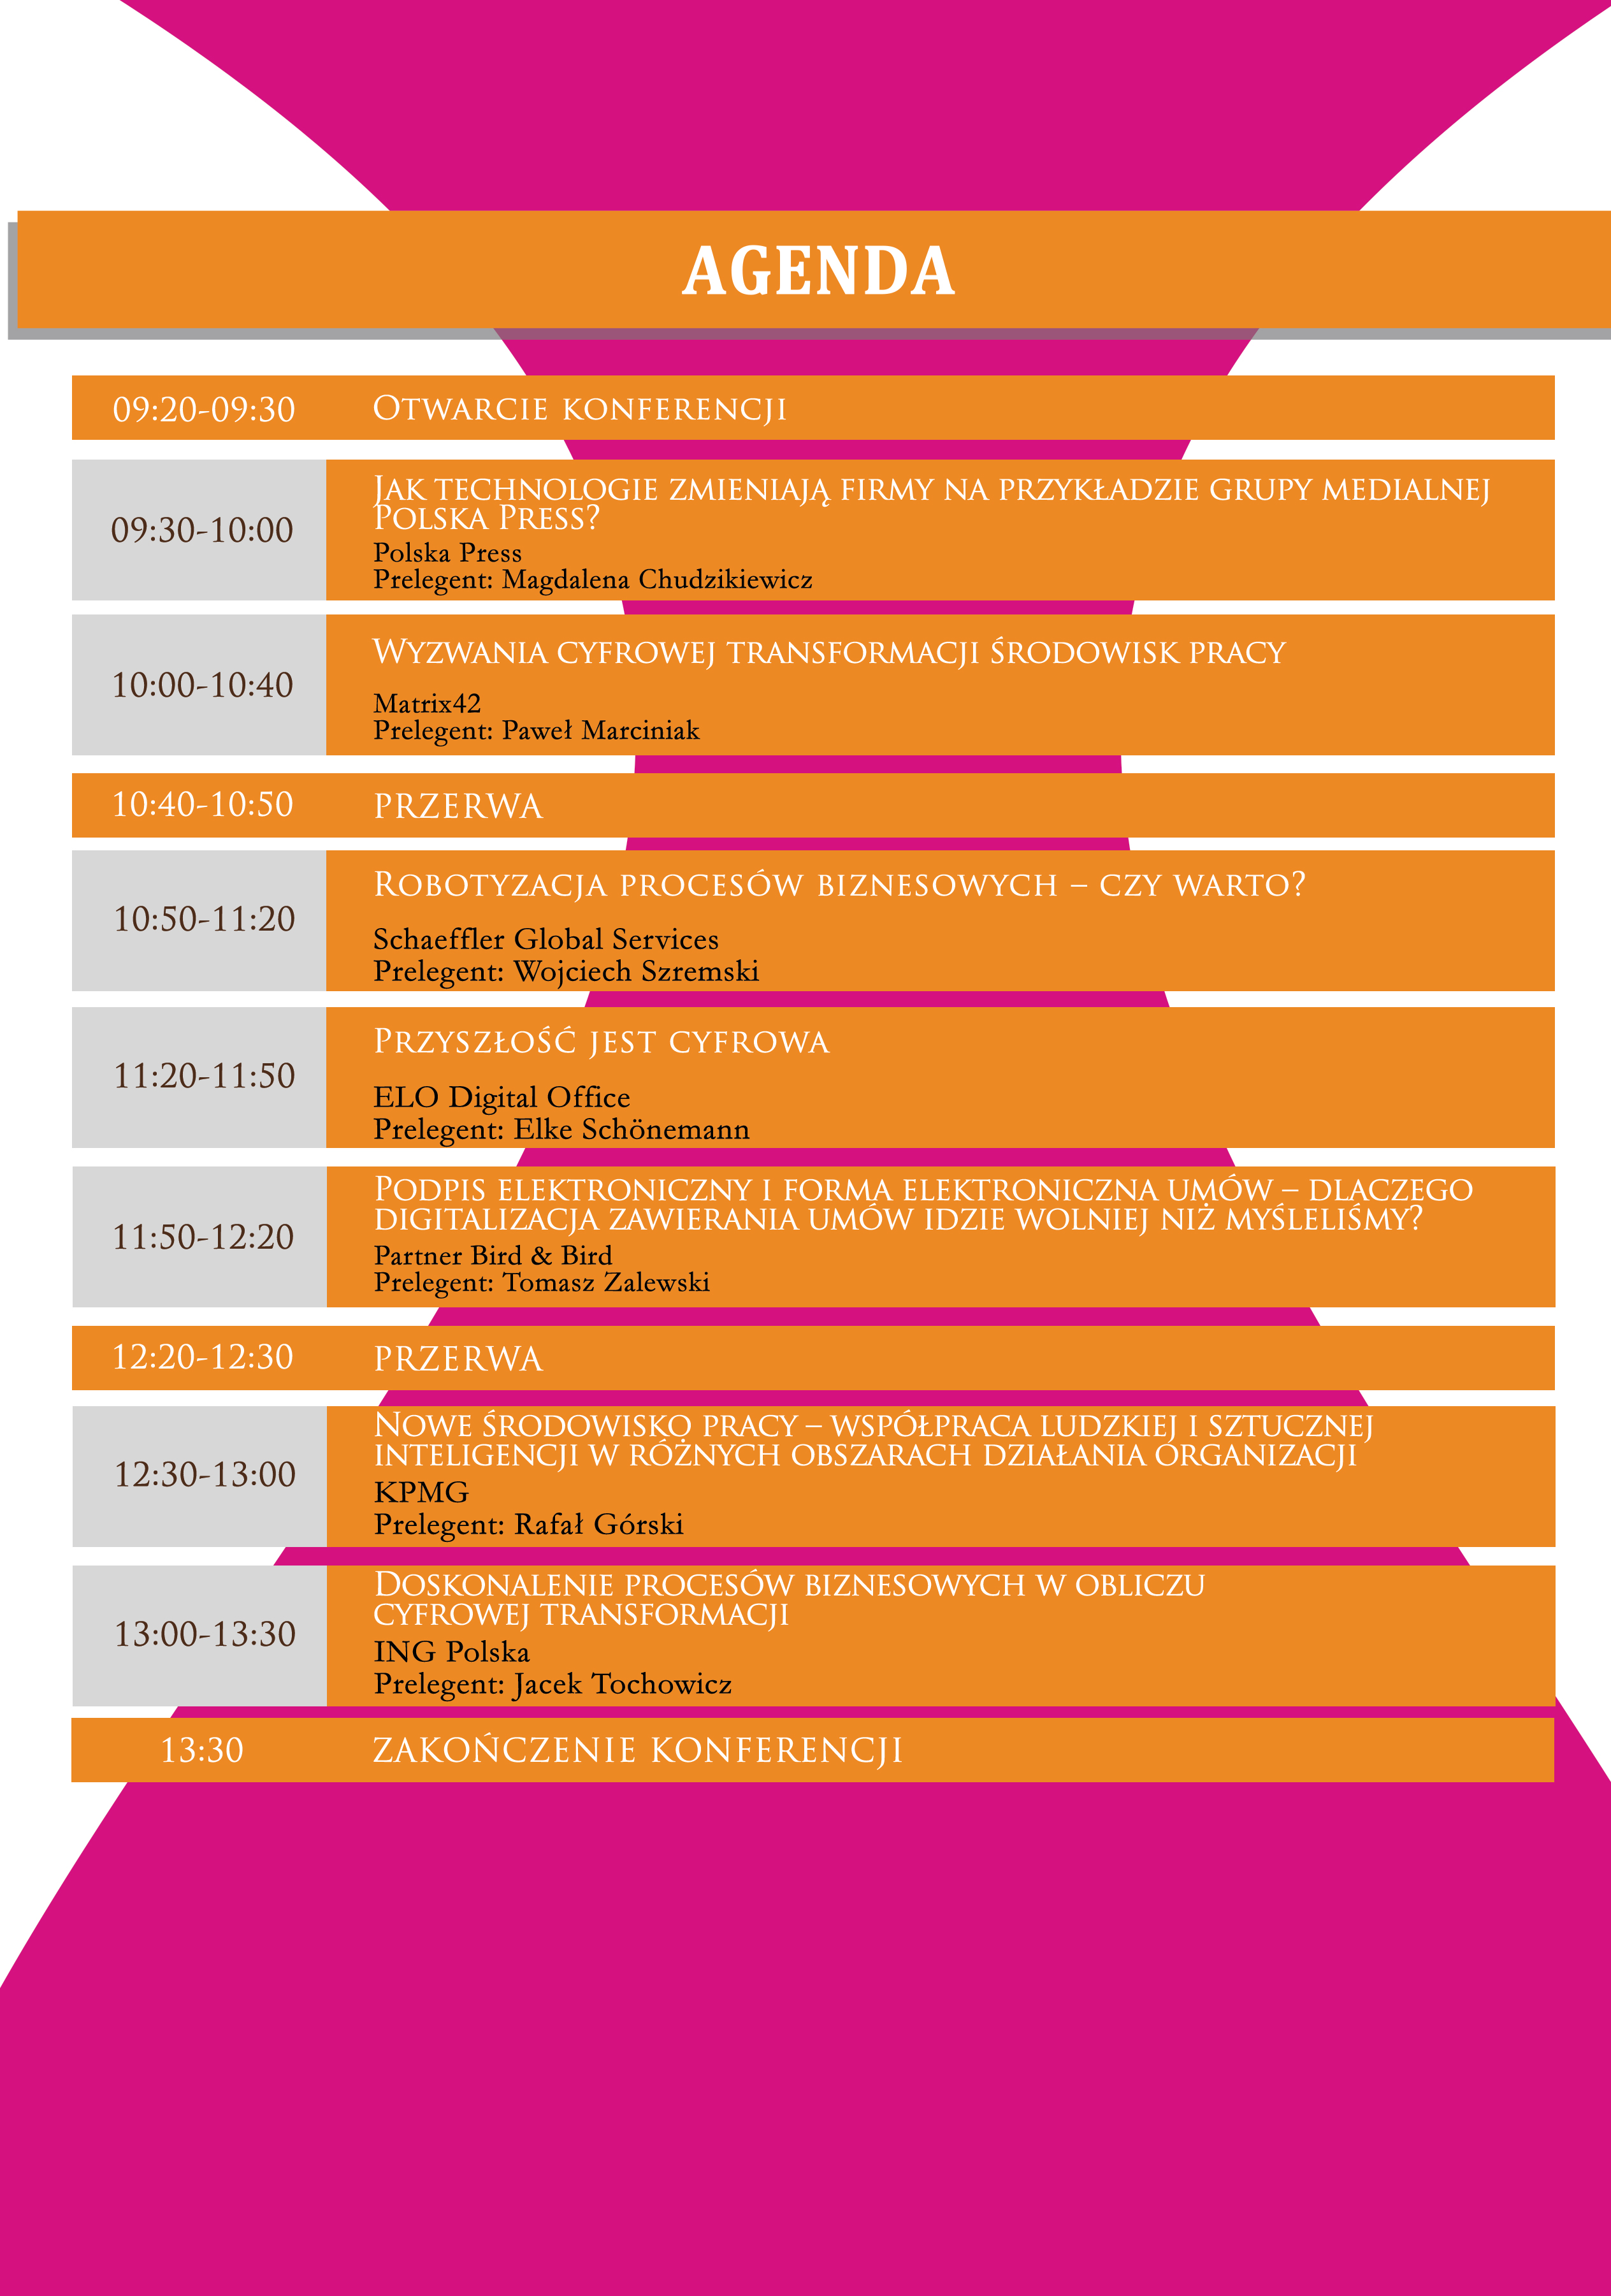 AGENDA
09:20-09:30 Otwarcie konferencji
09:30-10:00
Jak technologie zmieniają firmy na przykładzie grupy medialnej
Polska Press?
Polska Press
Prelegent: Magdalena Chudzikiewicz
10:00-10:40
Wyzwania cyfrowej transformacji środowisk pracy
Matrix42
Prelegent: Paweł Marciniak
10:40-10:50 PRZERWA
10:50-11:20
Robotyzacja procesów biznesowych – czy warto?
Schaeffler Global Services
Prelegent: Wojciech Szremski
11:20-11:50
Przyszłość jest cyfrowa
ELO Digital Office
Prelegent: Elke Schönemann
11:50-12:20
Podpis elektroniczny i forma elektroniczna umów – dlaczego
digitalizacja zawierania umów idzie wolniej niż myśleliśmy?
Partner Bird & Bird
Prelegent: Tomasz Zalewski
12:20-12:30 PRZERWA
12:30-13:00
Nowe środowisko pracy – współpraca ludzkiej i sztucznej
inteligencji w różnych obszarach działania organizacji
KPMG
Prelegent: Rafał Górski
13:00-13:30
Doskonalenie procesów biznesowych w obliczu
cyfrowej transformacji
ING Polska
Prelegent: Jacek Tochowicz
13:30 ZAKOŃCZENIE KONFERENCJI